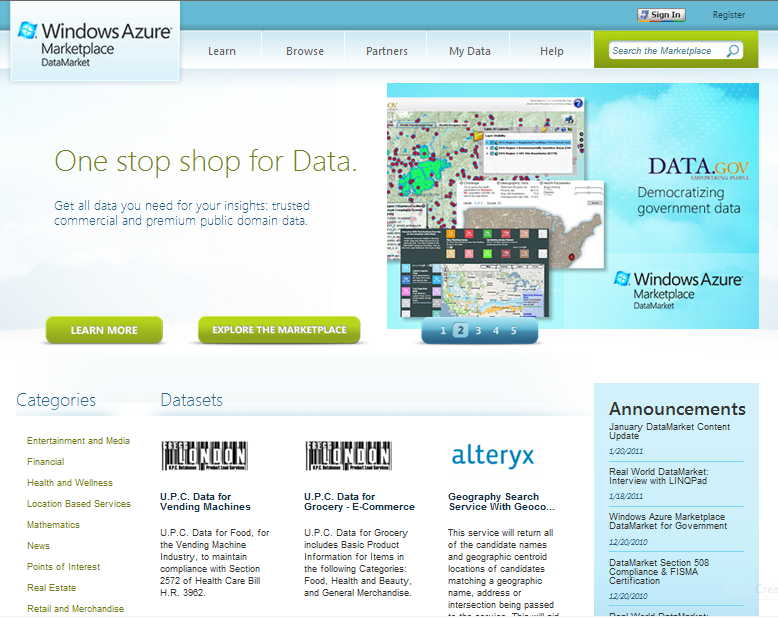 Sign In
Register
Windows Azure
Marketplace
DataMarket
Learn
Browse
Partners
My Data
Help
Search the Marketplace
One stop shop for Data.
Get all data you need for your insights: trusted
commercial and premium public domain data.
LEARN MORE
EXPLORE THE MARKETPLACE
DATA.GOV
EMPOWERING PEOPLE
Democratizing
government data
Windows Azure
Marketplace
DataMarket
1 2 3 4 5
Categories
Entertainment and Media
Financial
Health and Wellness
Location Based Services
Mathematics
News
Points of Interest
Real Estate
Retail and Merchandise
Datasets
GREGG
LONDON
U.P.C. Databases Product Load Services
U.P.C. Data for
Vending Machines
U.P.C. Data for Food, for
the Vending Machine
Industry, to maintain
compliance with Section
2572 of Health Care Bill
H.R. 3962.
GREGG
LONDON
U.P.C. Databases Product Load Services
U.P.C. Data for
Grocery - E-Commerce
U.P.C. Data for Grocery
includes Basic Product
Information for Items in
the following Categories:
Food, Health and Beauty,
and General Merchandise.
alteryx
Geography Search
Service With Geoco...
This service will return all
of the candidate names
and geographic centroid
locations of candidates
matching a geographic
name, address or
intersection being passed
to the service. This will aid
Announcements
January DataMarket Content
Update
1/20/2011
Real World DataMarket:
Interview with LINQPad
1/18/2011
Windows Azure Marketplace
DataMarket for Government
12/20/2010
DataMarket Section 508
Compliance & FISMA
Certification
12/20/2010
Real World DataMarket:
Crea